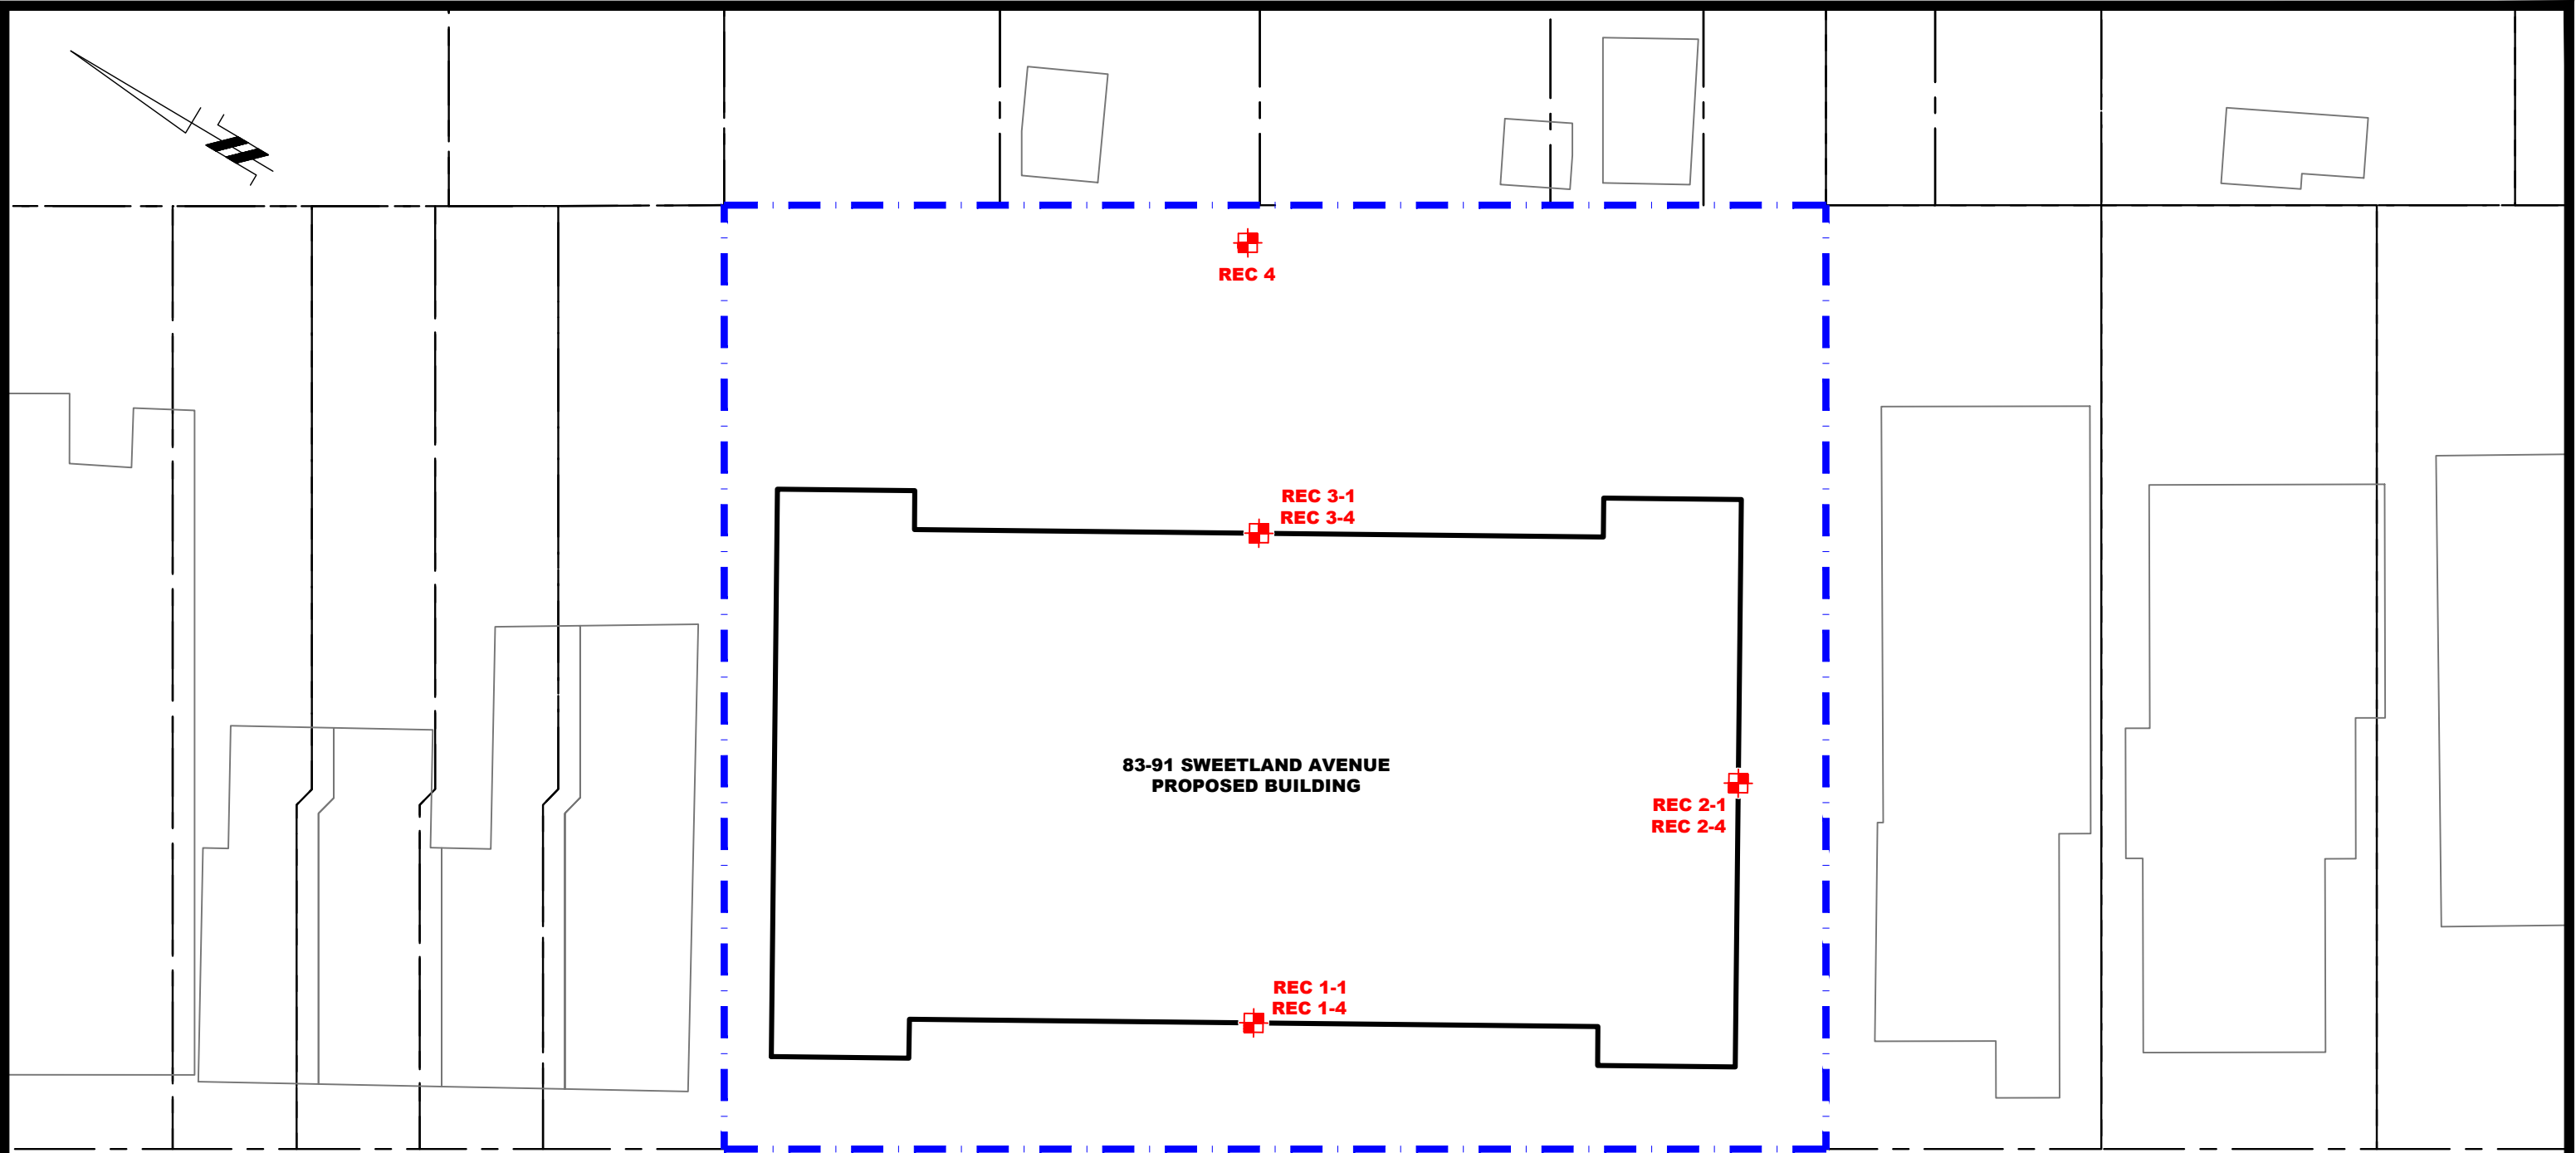 REC 4
REC 3-1
REC 3-4
83-91 SWEETLAND AVENUE
PROPOSED BUILDING
REC 2-1
REC 2-4
REC 1-1
REC 1-4